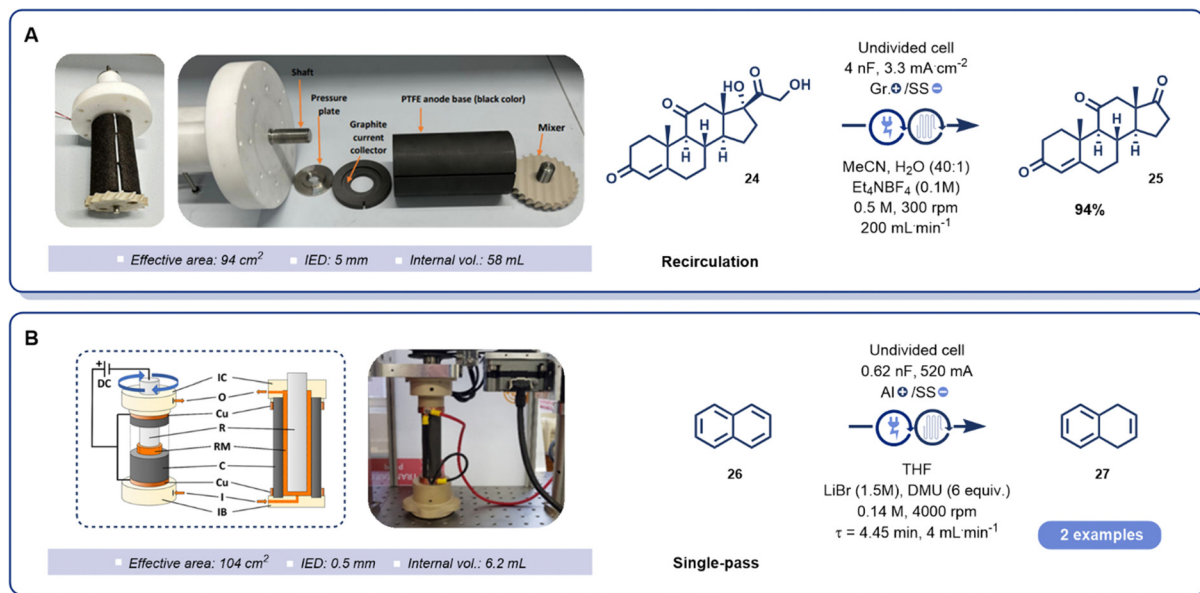 A
Shaft
Pressure
plate
Graphite
current
collector
PTFE anode base (black color)
Mixer
Effective area: 94 cm²
IED: 5 mm
Internal vol.: 58 mL
O
O
HO
O
OH
H
H
H
24
Undivided cell
4 nF, 3.3 mA·cm⁻²
Gr.+/SS−
MeCN, H₂O (40:1)
Et₄NBF₄ (0.1M)
0.5 M, 300 rpm
200 mL·min⁻¹
O
O
O
H
H
H
25
94%
Recirculation
B
+
DC
IC
O
Cu
R
RM
C
Cu
I
IB
Effective area: 104 cm²
IED: 0.5 mm
Internal vol.: 6.2 mL
26
Undivided cell
0.62 nF, 520 mA
Al+/SS−
THF
LiBr (1.5M), DMU (6 equiv.)
0.14 M, 4000 rpm
τ = 4.45 min, 4 mL·min⁻¹
27
2 examples
Single-pass